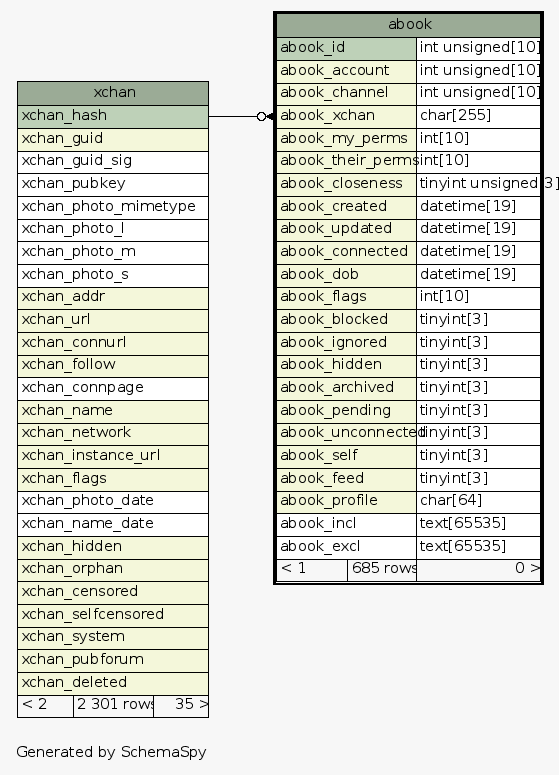 xchan
xchan_hash
xchan_guid
xchan_guid_sig
xchan_pubkey
xchan_photo_mimetype
xchan_photo_l
xchan_photo_m
xchan_photo_s
xchan_addr
xchan_url
xchan_connurl
xchan_follow
xchan_connpage
xchan_name
xchan_network
xchan_instance_url
xchan_flags
xchan_photo_date
xchan_name_date
xchan_hidden
xchan_orphan
xchan_censored
xchan_selfcensored
xchan_system
xchan_pubforum
xchan_deleted
< 2 2 301 rows 35 >
abook
abook_id int unsigned[10]
abook_account int unsigned[10]
abook_channel int unsigned[10]
abook_xchan char[255]
abook_my_perms int[10]
abook_their_perms int[10]
abook_closeness tinyint unsigned[3]
abook_created datetime[19]
abook_updated datetime[19]
abook_connected datetime[19]
abook_dob datetime[19]
abook_flags int[10]
abook_blocked tinyint[3]
abook_ignored tinyint[3]
abook_hidden tinyint[3]
abook_archived tinyint[3]
abook_pending tinyint[3]
abook_unconnected tinyint[3]
abook_self tinyint[3]
abook_feed tinyint[3]
abook_profile char[64]
abook_incl text[65535]
abook_excl text[65535]
< 1 685 rows 0 >
Generated by SchemaSpy